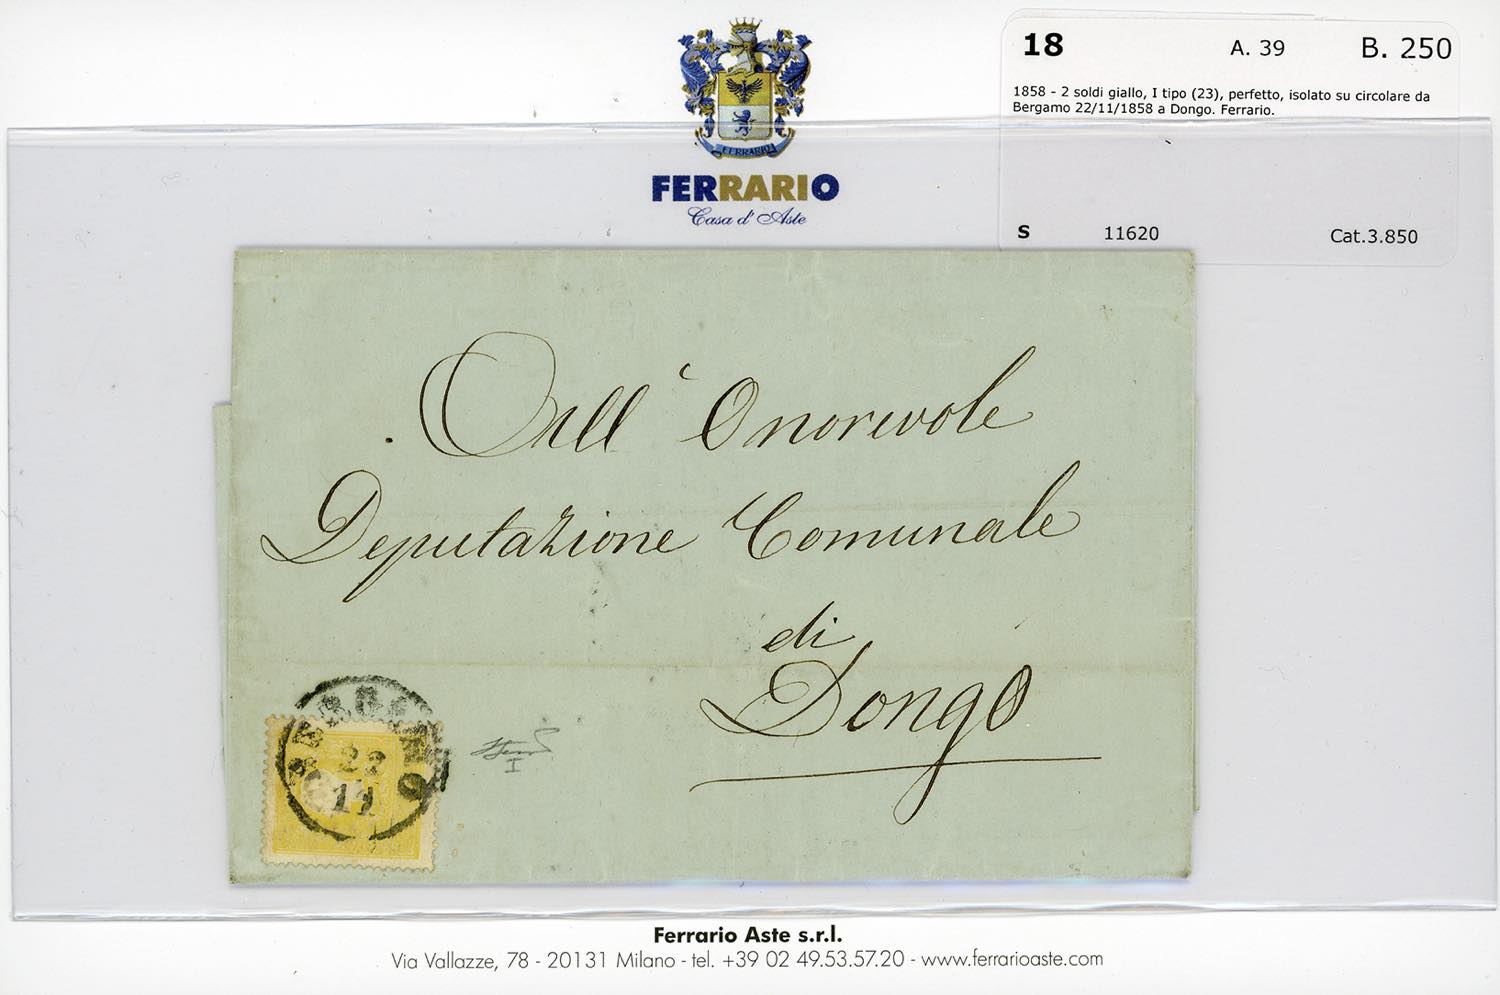 18 A. 39 B. 250
1858 - 2 soldi giallo, I tipo (23), perfetto, isolato su circolare da
Bergamo 22/11/1858 a Dongo. Ferrario.
S 11620 Cat.3.850
FERRARIO
FERRARIO
Casa d'Aste
All' Onorevole
Deputazione Comunale
di
Dongo
BERGAMO
22
11
I
Ferrario Aste s.r.l.
Via Vallazze, 78 - 20131 Milano - tel. +39 02 49.53.57.20 - www.ferrarioaste.com